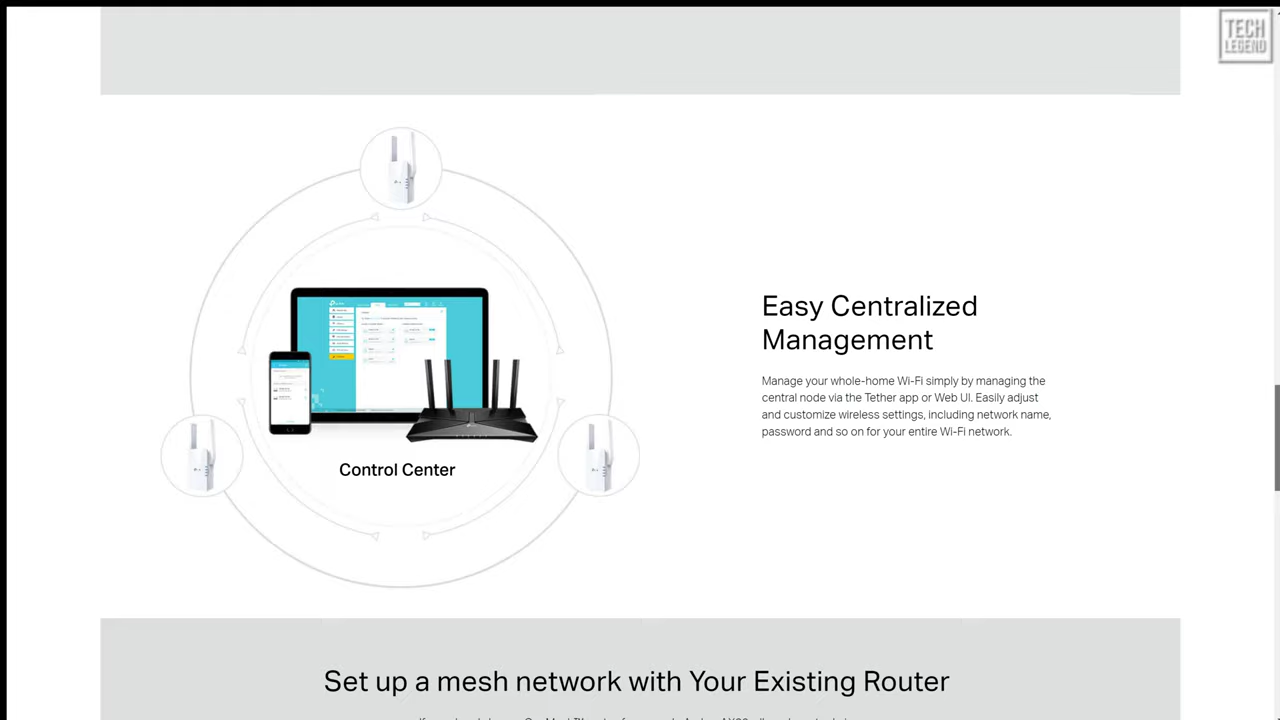 TECH
LEGEND
Easy Centralized
Management
Manage your whole-home Wi-Fi simply by managing the
central node via the Tether app or Web UI. Easily adjust
and customize wireless settings, including network name,
password and so on for your entire Wi-Fi network.
Control Center
Set up a mesh network with Your Existing Router